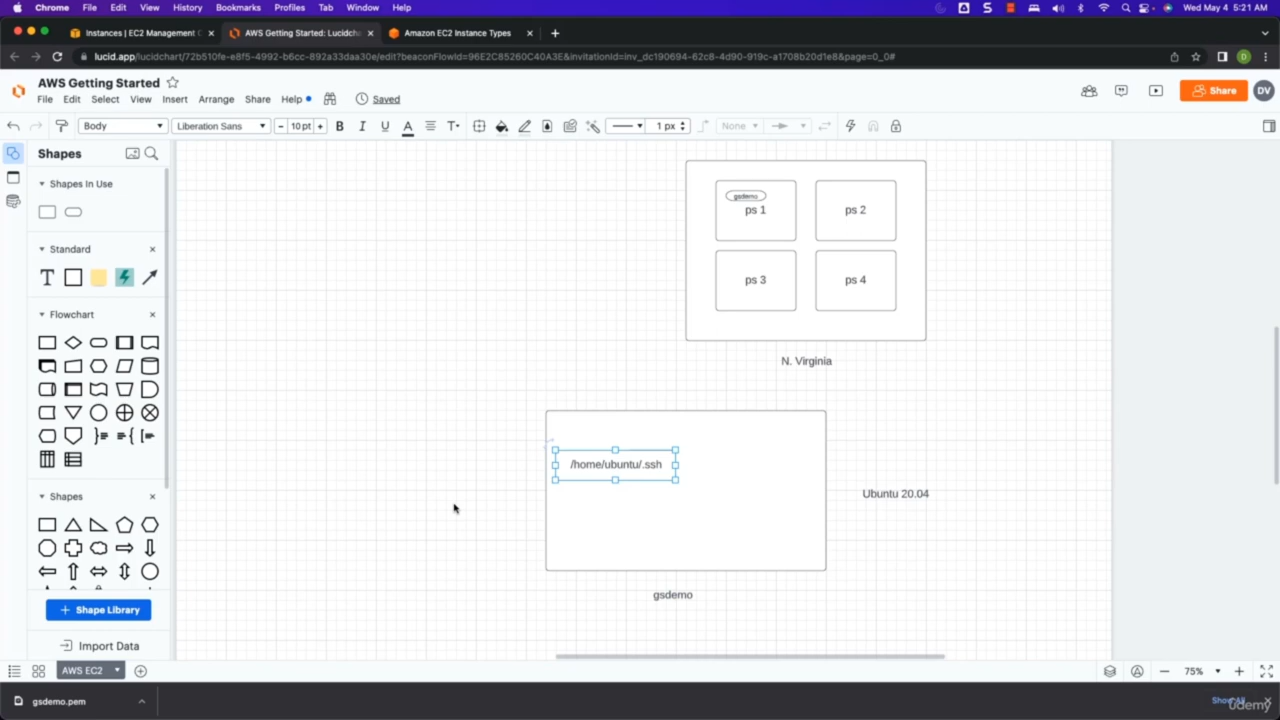 Chrome File Edit View History Bookmarks Profiles Tab Window Help Wed May 4 5:21 AM
Instances | EC2 Management C × AWS Getting Started: Lucidcha × Amazon EC2 Instance Types × +
lucid.app/lucidchart/72b510fe-e8f5-4992-b6cc-892a33daa30e/edit?beaconFlowId=96E2C85260C40A3E&invitationId=inv_dc190694-62c8-4d90-919c-a1708b20d1e8&page=0_0# D
AWS Getting Started
File Edit Select View Insert Arrange Share Help Saved
Share DV
Body Liberation Sans - 10 pt + B I U A T 1 px None
Shapes
Shapes In Use
Standard ×
T
Flowchart ×
Shapes ×
+ Shape Library
Import Data
gsdemo
ps 1 ps 2
ps 3 ps 4
N. Virginia
/home/ubuntu/.ssh
Ubuntu 20.04
gsdemo
AWS EC2 75%
gsdemo.pem
Show All ×
udemy